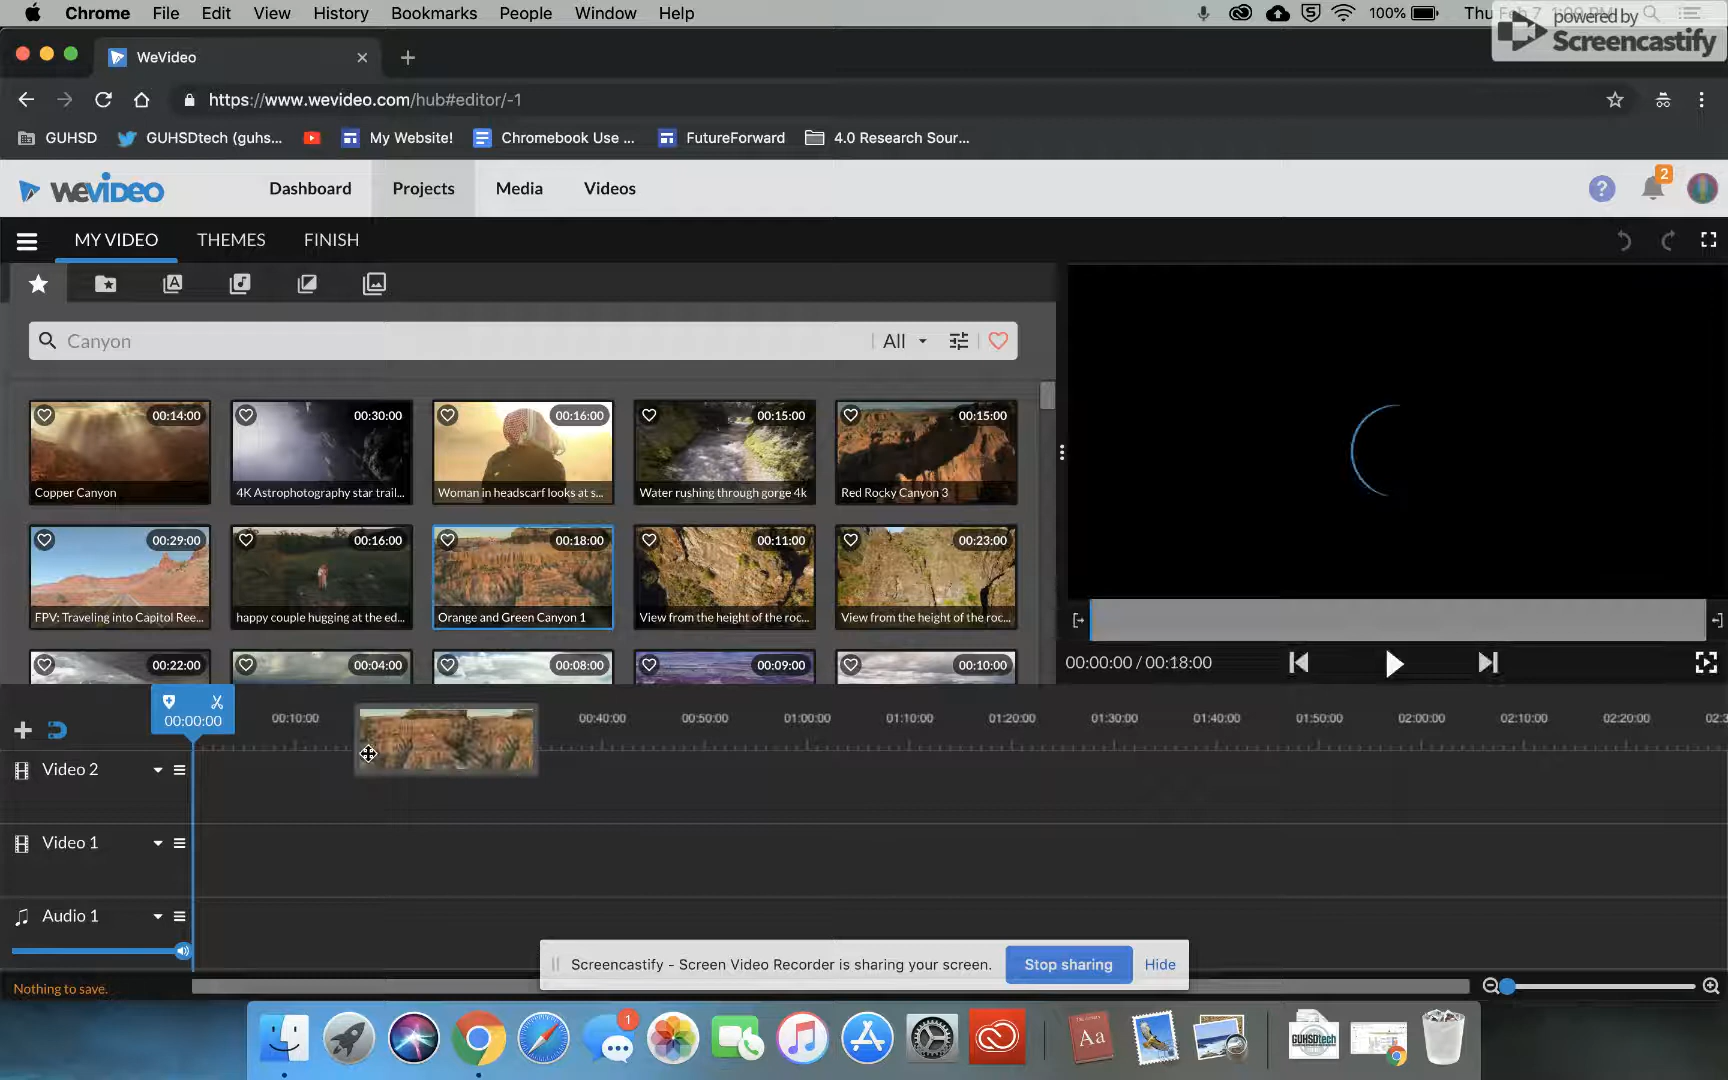 Chrome File Edit View History Bookmarks People Window Help 100% Thu
powered by
Screencastify
WeVideo
https://www.wevideo.com/hub#editor/-1
GUHSD GUHSDtech (guhs... My Website! Chromebook Use ... FutureForward 4.0 Research Sour...
WEVIDEO Dashboard Projects Media Videos ? 2
MY VIDEO THEMES FINISH
Canyon All
00:14:00 00:30:00 00:16:00 00:15:00 00:15:00
Copper Canyon 4K Astrophotography star trail... Woman in headscarf looks at s... Water rushing through gorge 4k Red Rocky Canyon 3
00:29:00 00:16:00 00:18:00 00:11:00 00:23:00
FPV: Traveling into Capitol Ree... happy couple hugging at the ed... Orange and Green Canyon 1 View from the height of the roc... View from the height of the roc...
00:22:00 00:04:00 00:08:00 00:09:00 00:10:00
00:00:00 / 00:18:00
00:00:00 00:10:00 00:40:00 00:50:00 01:00:00 01:10:00 01:20:00 01:30:00 01:40:00 01:50:00 02:00:00 02:10:00 02:20:00 02:3
Video 2
Video 1
Audio 1
Screencastify - Screen Video Recorder is sharing your screen. Stop sharing Hide
Nothing to save.
1
Aa
GUHSDtech